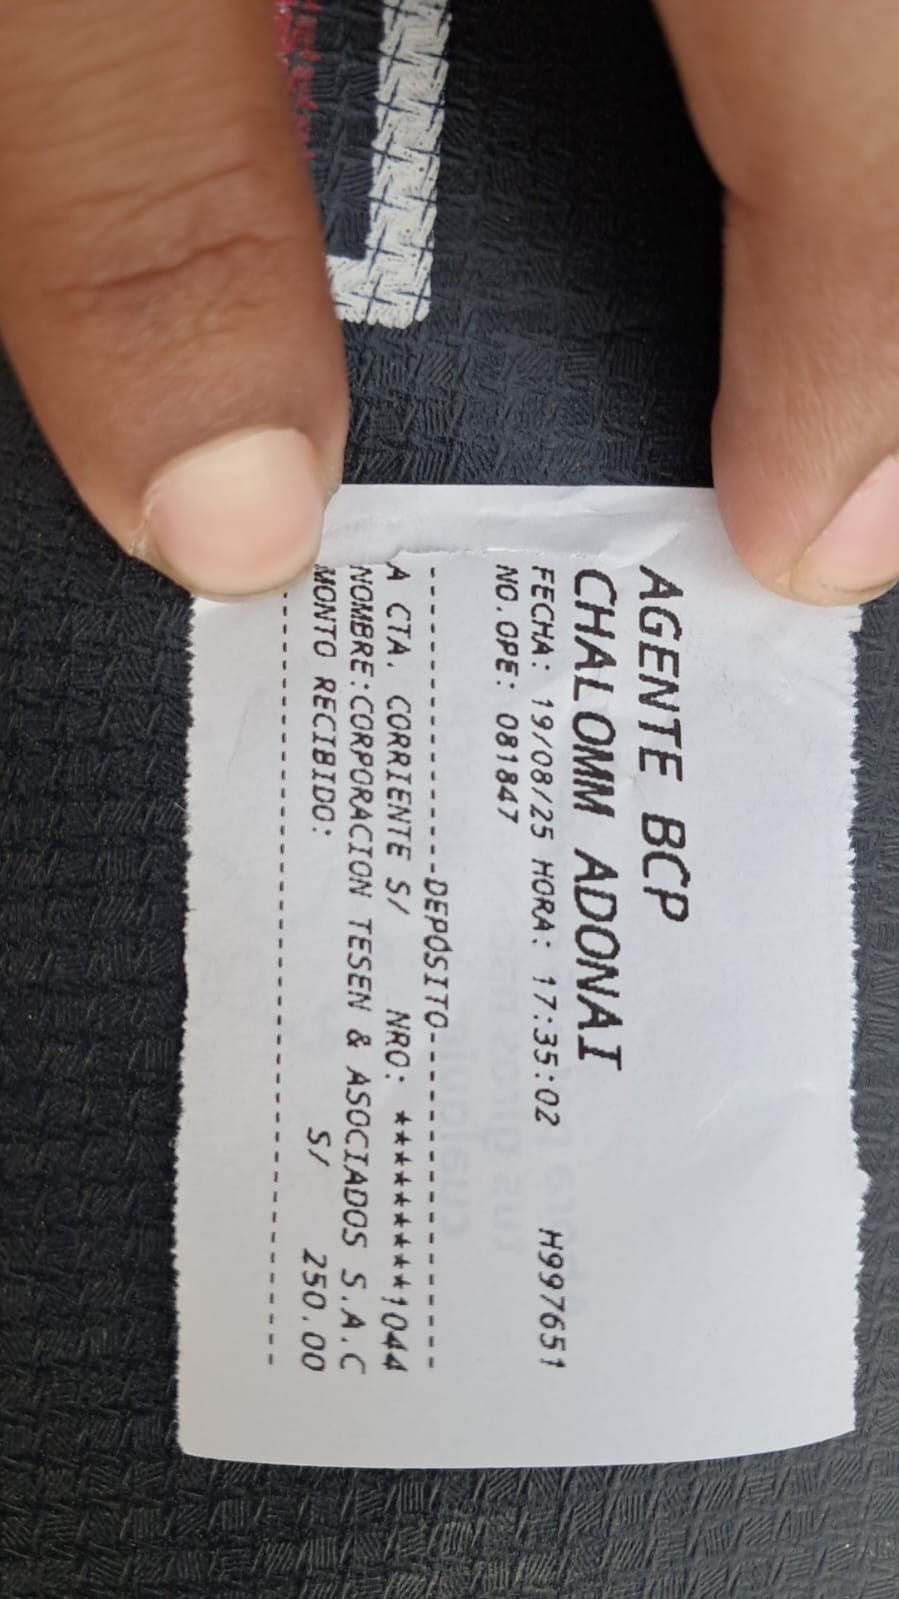 AGENTE BCP
CHALOMM ADONAI
FECHA: 19/08/25 HORA: 17:35:02 H997651
NO.OPE: 081847
--------------DEPOSITO-----------------
A CTA. CORRIENTE S/ NRO: *********1044
NOMBRE:CORPORACION TESEN & ASOCIADOS S.A.C
MONTO RECIBIDO: S/ 250.00